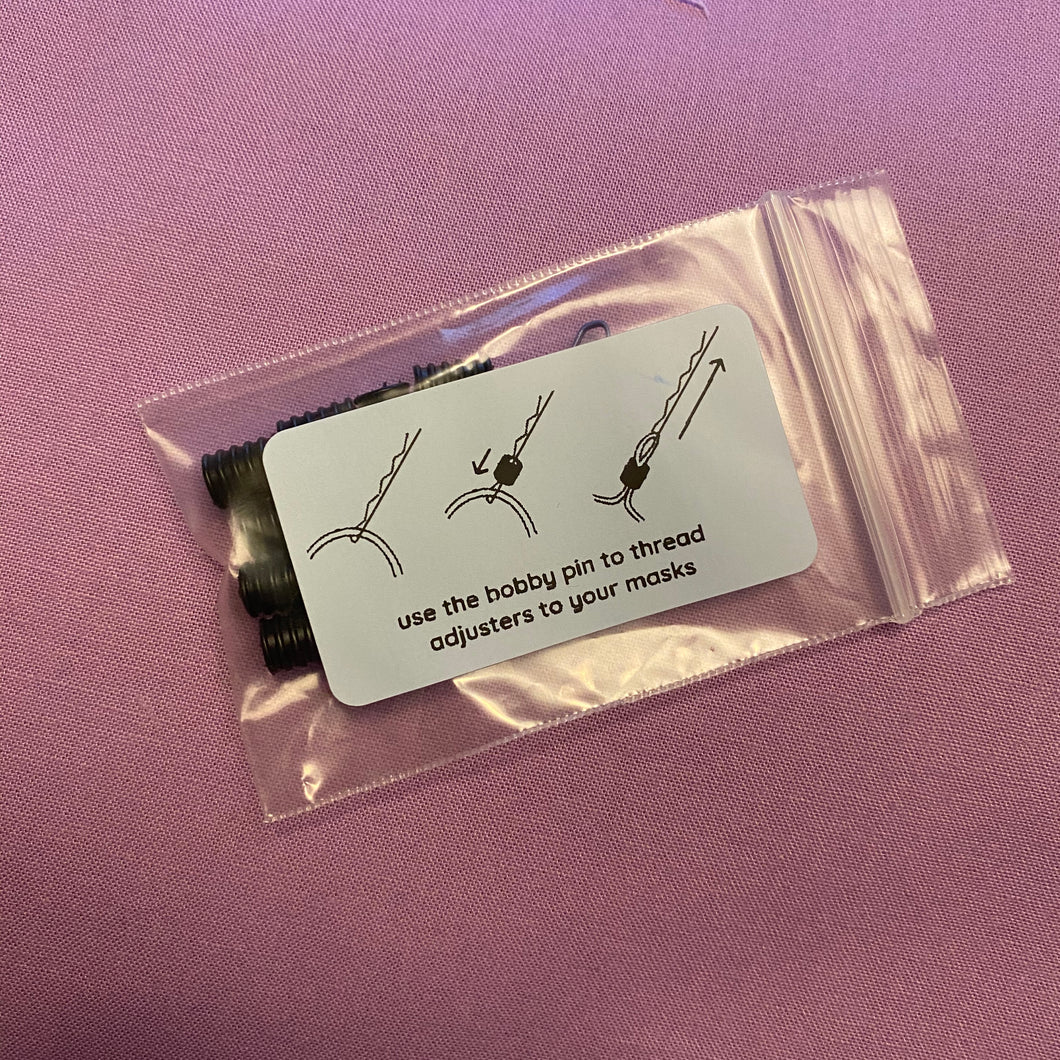 use the bobby pin to thread
adjusters to your masks